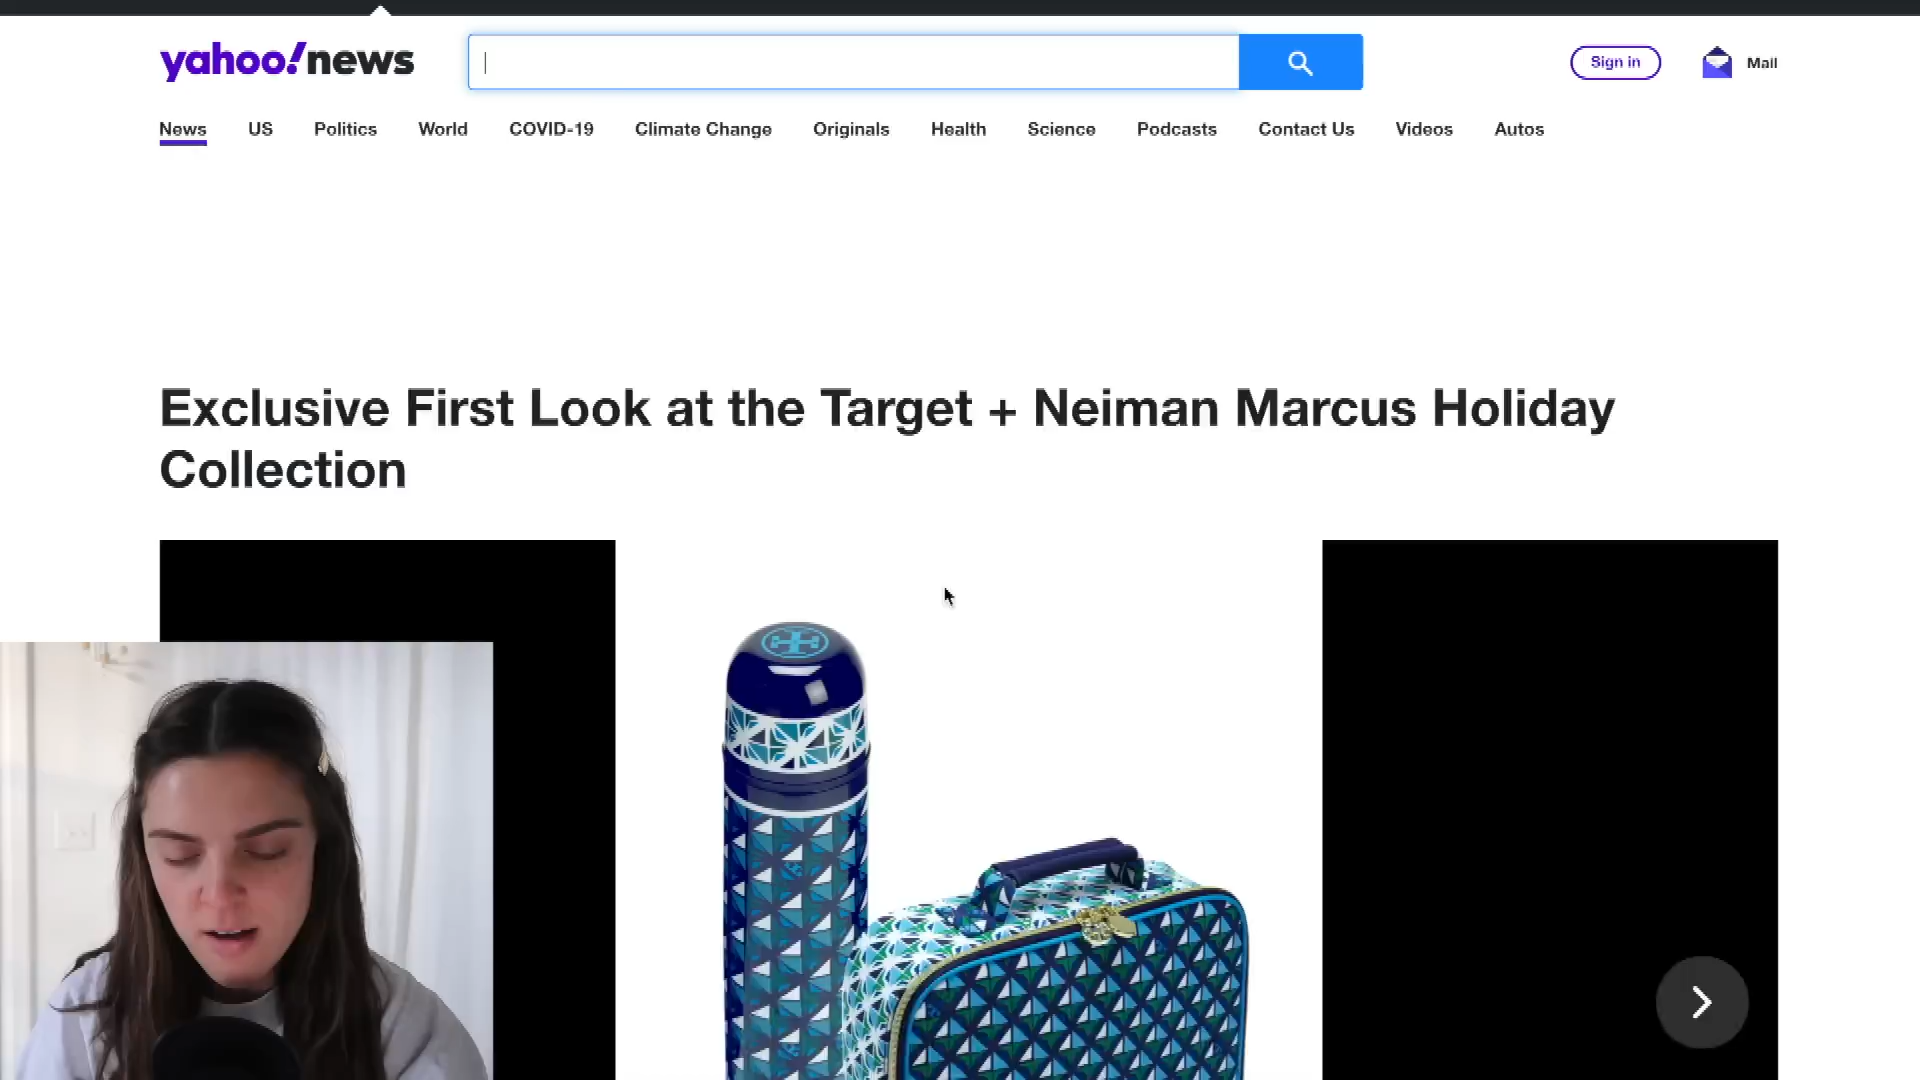 yahoo!news
Sign in
Mail
News US Politics World COVID-19 Climate Change Originals Health Science Podcasts Contact Us Videos Autos
Exclusive First Look at the Target + Neiman Marcus Holiday
Collection